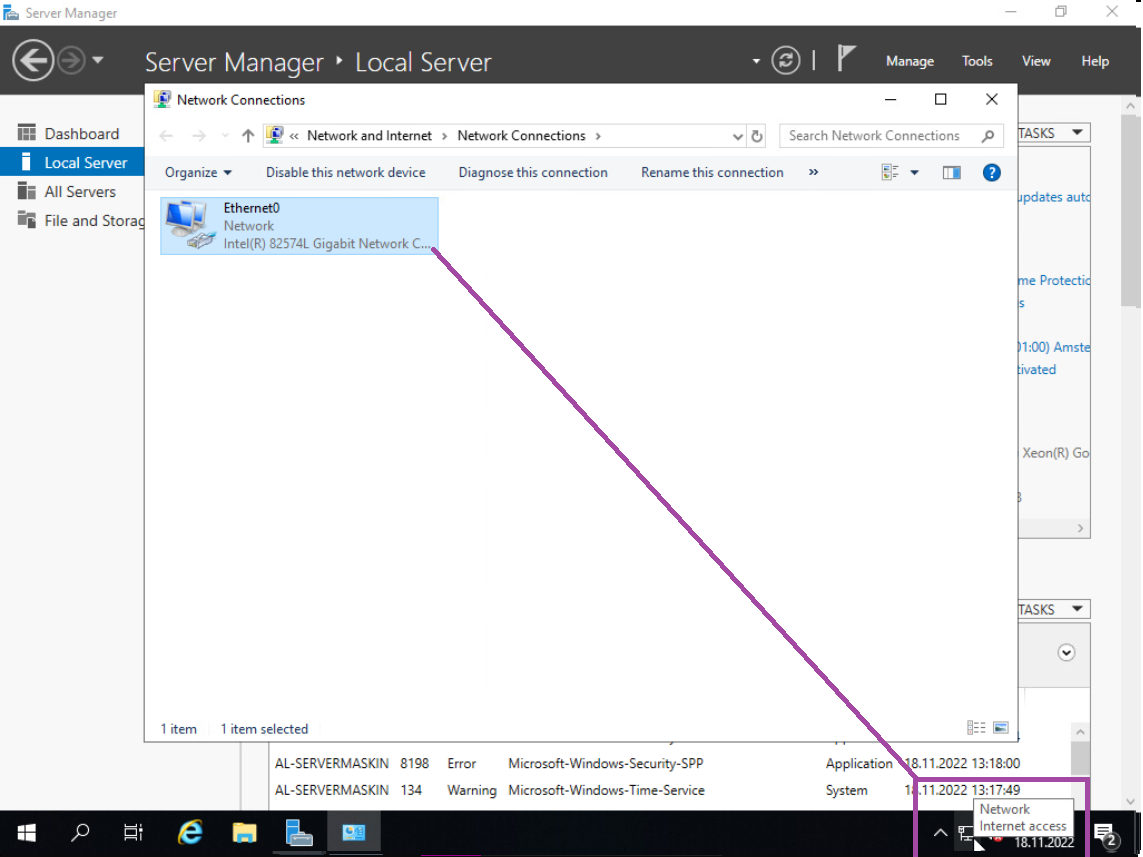 Server Manager
Server Manager ‣ Local Server
Manage Tools View Help
Dashboard
Local Server
All Servers
File and Storag
Network Connections
« Network and Internet › Network Connections ›
Search Network Connections
Organize
Disable this network device
Diagnose this connection
Rename this connection
»
Ethernet0
Network
Intel(R) 82574L Gigabit Network C...
TASKS
updates auto
me Protectic
s
01:00) Amste
tivated
Xeon(R) Go
TASKS
1 item 1 item selected
AL-SERVERMASKIN 8198 Error Microsoft-Windows-Security-SPP Application 18.11.2022 13:18:00
AL-SERVERMASKIN 134 Warning Microsoft-Windows-Time-Service System 18.11.2022 13:17:49
Network
Internet access
18.11.2022
2